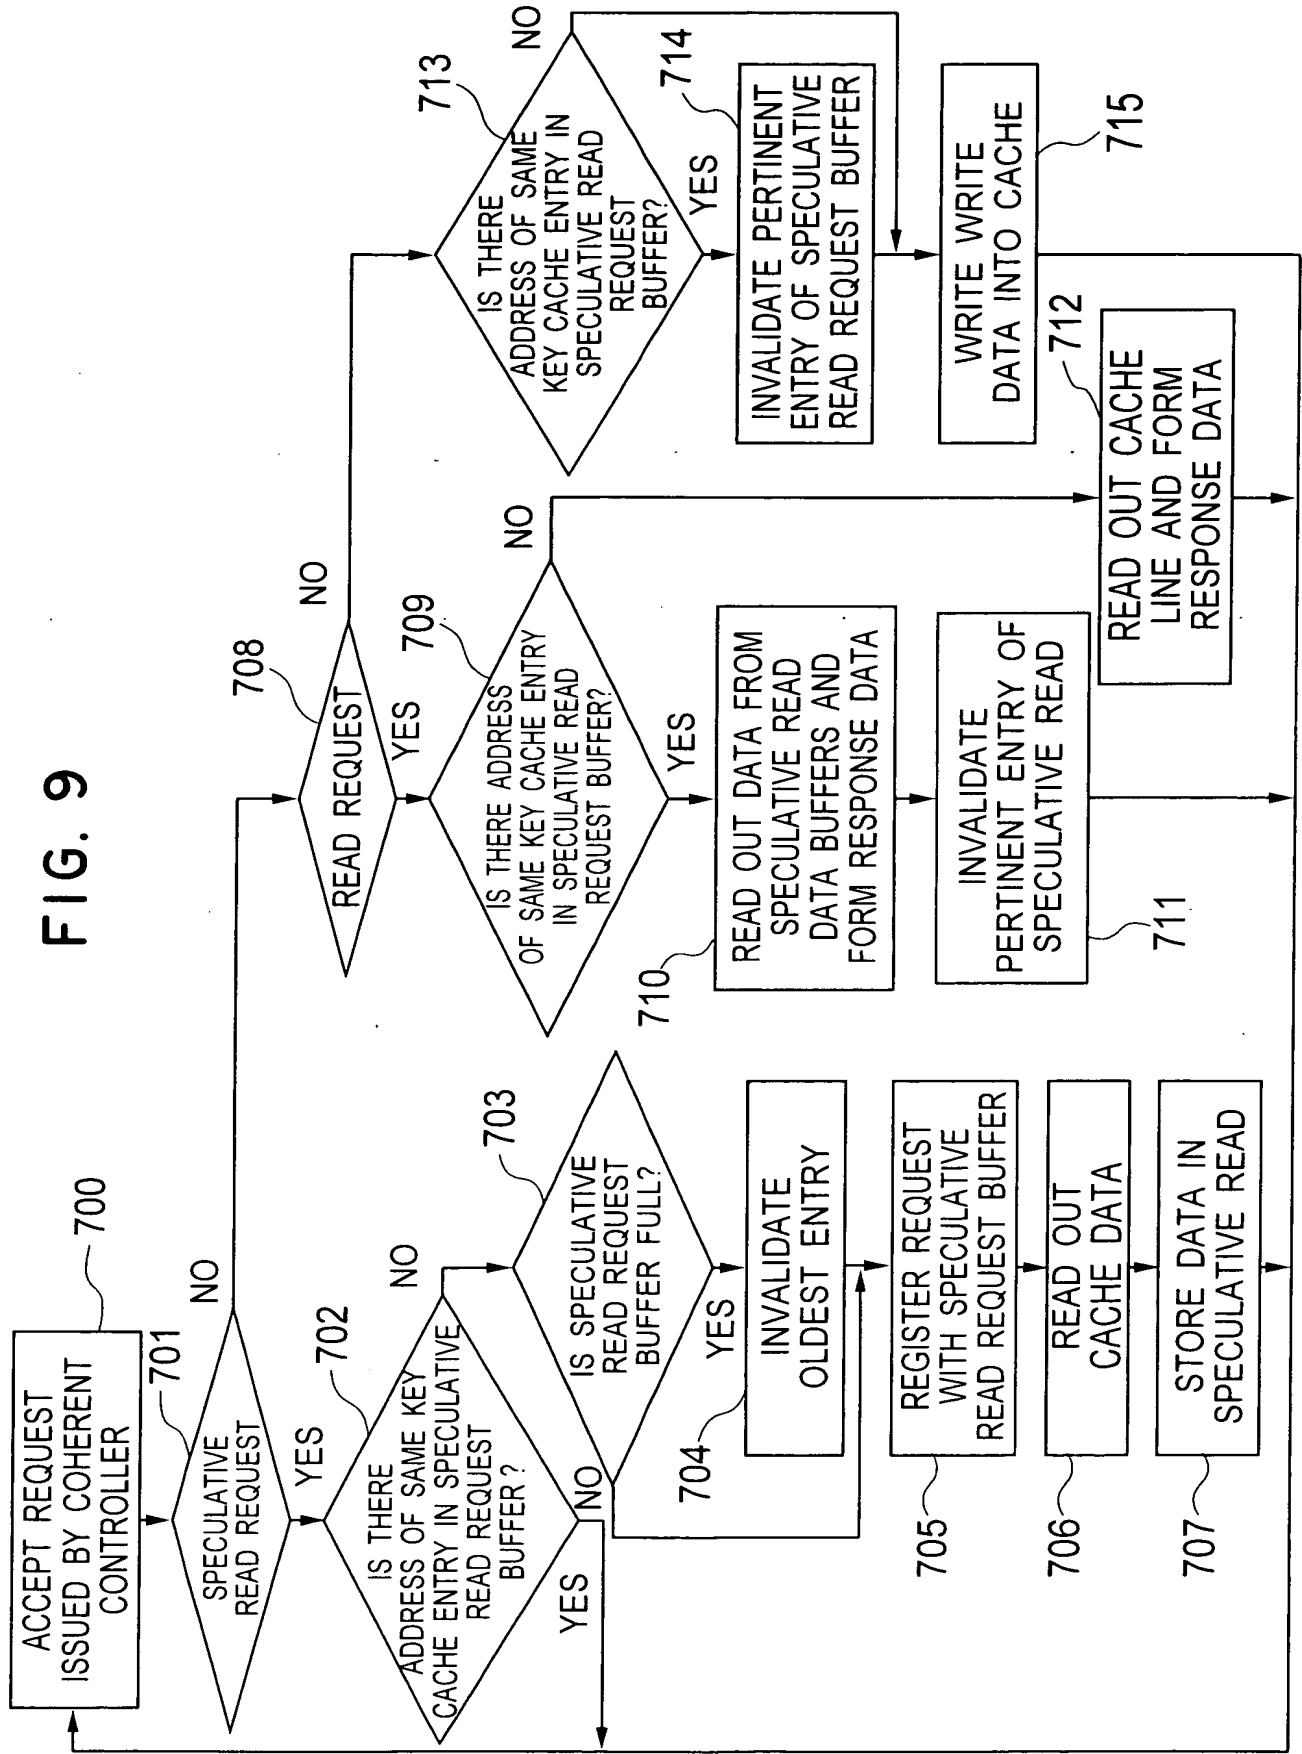 FIG. 9
ACCEPT REQUEST
ISSUED BY COHERENT
CONTROLLER
700
SPECULATIVE
READ REQUEST
701
NO
YES
IS THERE
ADDRESS OF SAME KEY
CACHE ENTRY IN SPECULATIVE
READ REQUEST
BUFFER?
702
NO
YES
IS SPECULATIVE
READ REQUEST
BUFFER FULL?
703
NO
YES
INVALIDATE
OLDEST ENTRY
704
REGISTER REQUEST
WITH SPECULATIVE
READ REQUEST BUFFER
705
READ OUT
CACHE DATA
706
STORE DATA IN
SPECULATIVE READ
707
READ REQUEST
708
NO
YES
IS THERE ADDRESS
OF SAME KEY CACHE ENTRY
IN SPECULATIVE READ
REQUEST BUFFER?
709
NO
YES
READ OUT DATA FROM
SPECULATIVE READ
DATA BUFFERS AND
FORM RESPONSE DATA
710
INVALIDATE
PERTINENT ENTRY OF
SPECULATIVE READ
711
READ OUT CACHE
LINE AND FORM
RESPONSE DATA
712
IS THERE
ADDRESS OF SAME
KEY CACHE ENTRY IN
SPECULATIVE READ
REQUEST
BUFFER?
713
NO
YES
INVALIDATE PERTINENT
ENTRY OF SPECULATIVE
READ REQUEST BUFFER
714
WRITE WRITE
DATA INTO CACHE
715